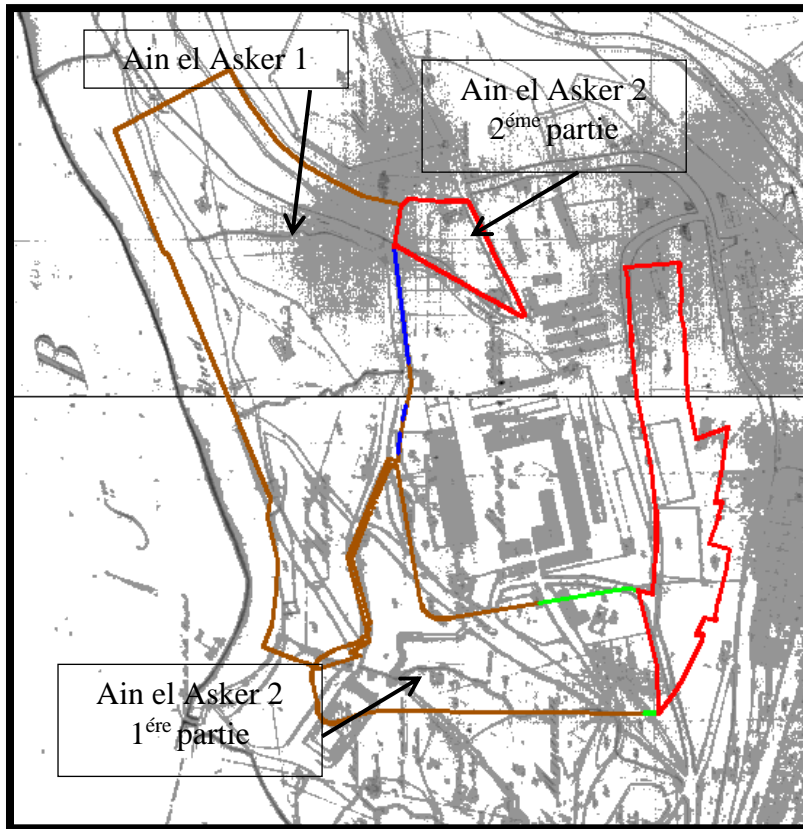 Ain el Asker 1
Ain el Asker 2
2éme partie
B
Ain el Asker 2
1ére partie